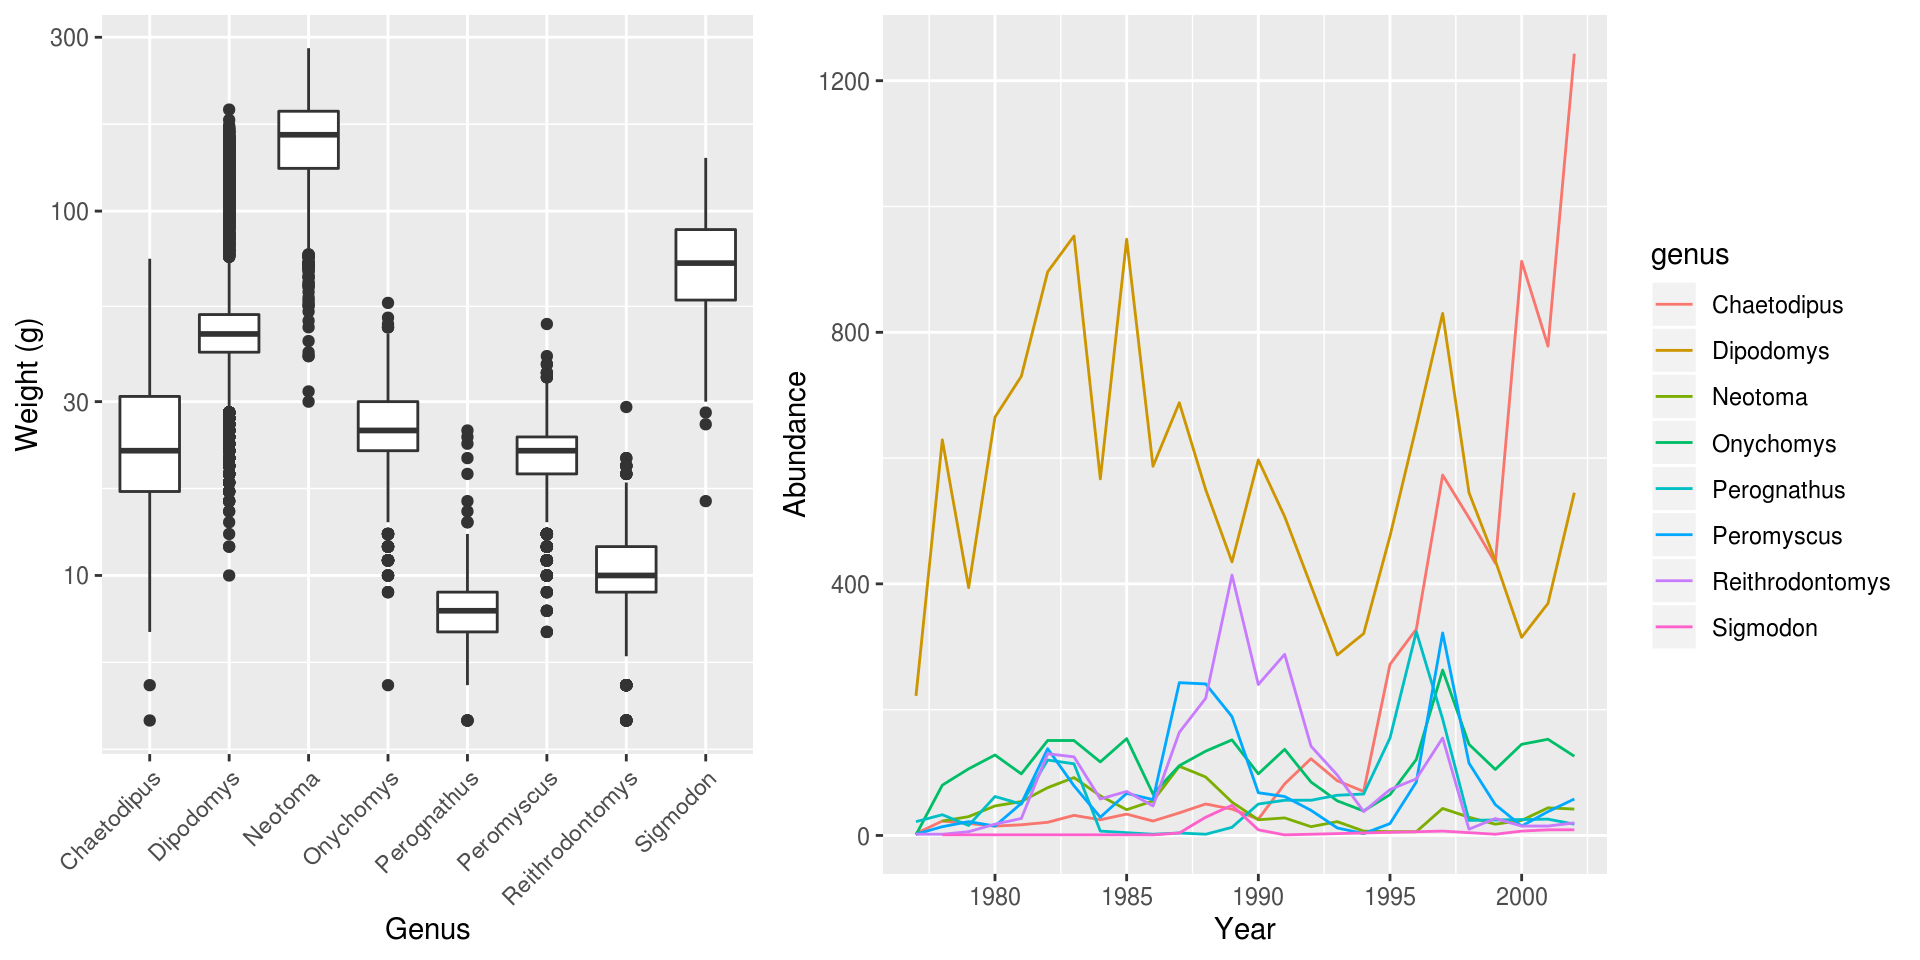 300
100
30
10
Weight (g)
Chaetodipus
Dipodomys
Neotoma
Onychomys
Perognathus
Peromyscus
Reithrodontomys
Sigmodon
Genus
1200
800
400
0
Abundance
1980 1985 1990 1995 2000
Year
genus
Chaetodipus
Dipodomys
Neotoma
Onychomys
Perognathus
Peromyscus
Reithrodontomys
Sigmodon